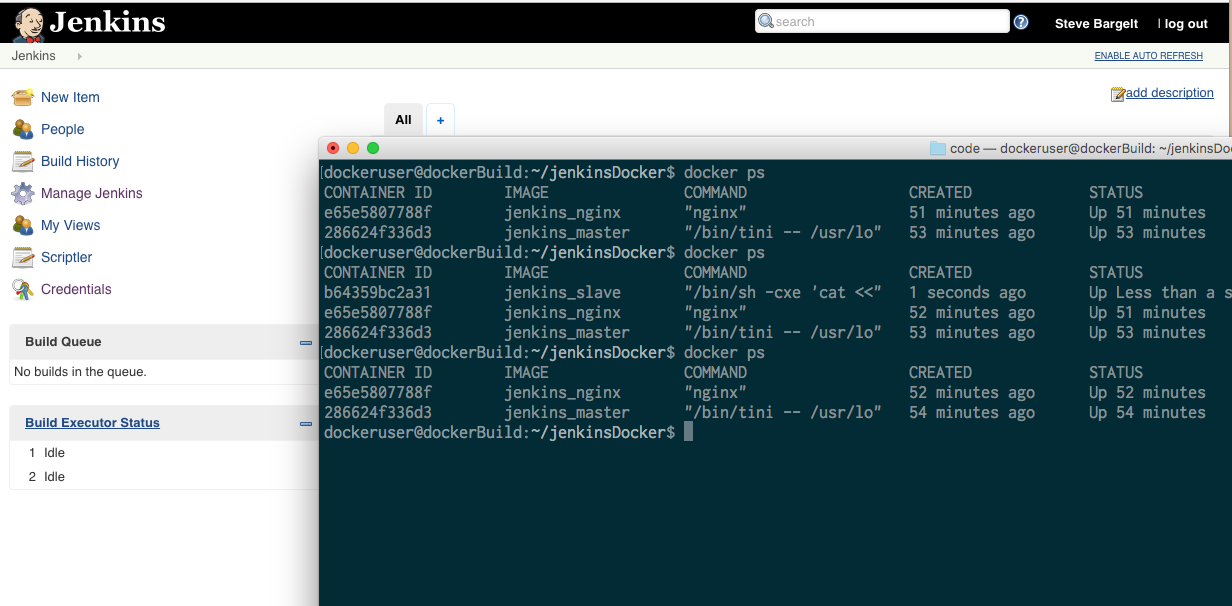 Jenkins
search
?
Steve Bargelt | log out
Jenkins
ENABLE AUTO REFRESH
New Item
People
Build History
Manage Jenkins
My Views
Scriptler
Credentials
add description
All +
Build Queue
No builds in the queue.
Build Executor Status
1 Idle
2 Idle
code — dockeruser@dockerBuild: ~/jenkinsDo
[dockeruser@dockerBuild:~/jenkinsDocker$ docker ps
CONTAINER ID IMAGE COMMAND CREATED STATUS
e65e5807788f jenkins_nginx "nginx" 51 minutes ago Up 51 minutes
286624f336d3 jenkins_master "/bin/tini -- /usr/lo" 53 minutes ago Up 53 minutes
[dockeruser@dockerBuild:~/jenkinsDocker$ docker ps
CONTAINER ID IMAGE COMMAND CREATED STATUS
b64359bc2a31 jenkins_slave "/bin/sh -cxe 'cat <<" 1 seconds ago Up Less than a s
e65e5807788f jenkins_nginx "nginx" 52 minutes ago Up 51 minutes
286624f336d3 jenkins_master "/bin/tini -- /usr/lo" 53 minutes ago Up 53 minutes
[dockeruser@dockerBuild:~/jenkinsDocker$ docker ps
CONTAINER ID IMAGE COMMAND CREATED STATUS
e65e5807788f jenkins_nginx "nginx" 52 minutes ago Up 52 minutes
286624f336d3 jenkins_master "/bin/tini -- /usr/lo" 54 minutes ago Up 54 minutes
dockeruser@dockerBuild:~/jenkinsDocker$